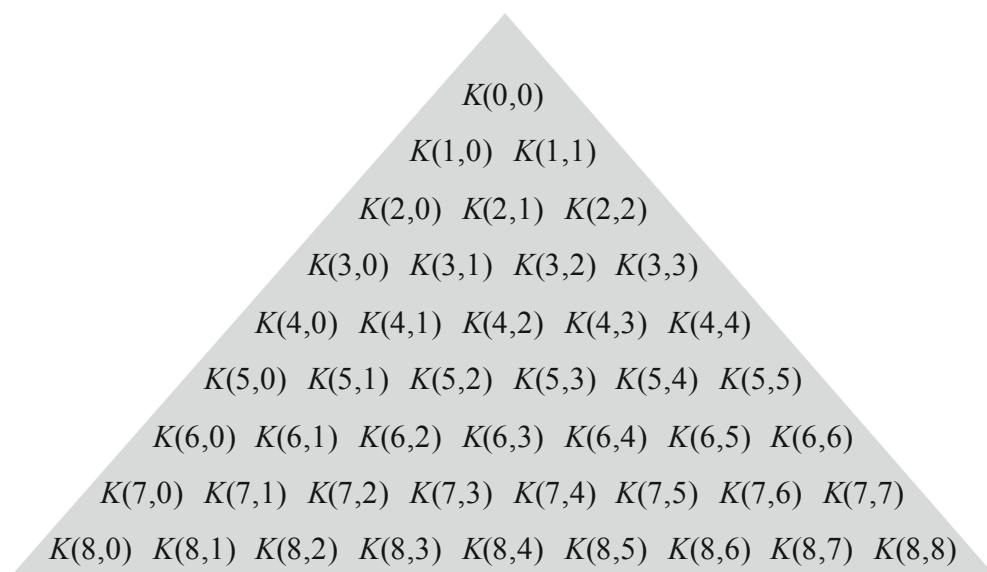 K(0,0)
K(1,0) K(1,1)
K(2,0) K(2,1) K(2,2)
K(3,0) K(3,1) K(3,2) K(3,3)
K(4,0) K(4,1) K(4,2) K(4,3) K(4,4)
K(5,0) K(5,1) K(5,2) K(5,3) K(5,4) K(5,5)
K(6,0) K(6,1) K(6,2) K(6,3) K(6,4) K(6,5) K(6,6)
K(7,0) K(7,1) K(7,2) K(7,3) K(7,4) K(7,5) K(7,6) K(7,7)
K(8,0) K(8,1) K(8,2) K(8,3) K(8,4) K(8,5) K(8,6) K(8,7) K(8,8)